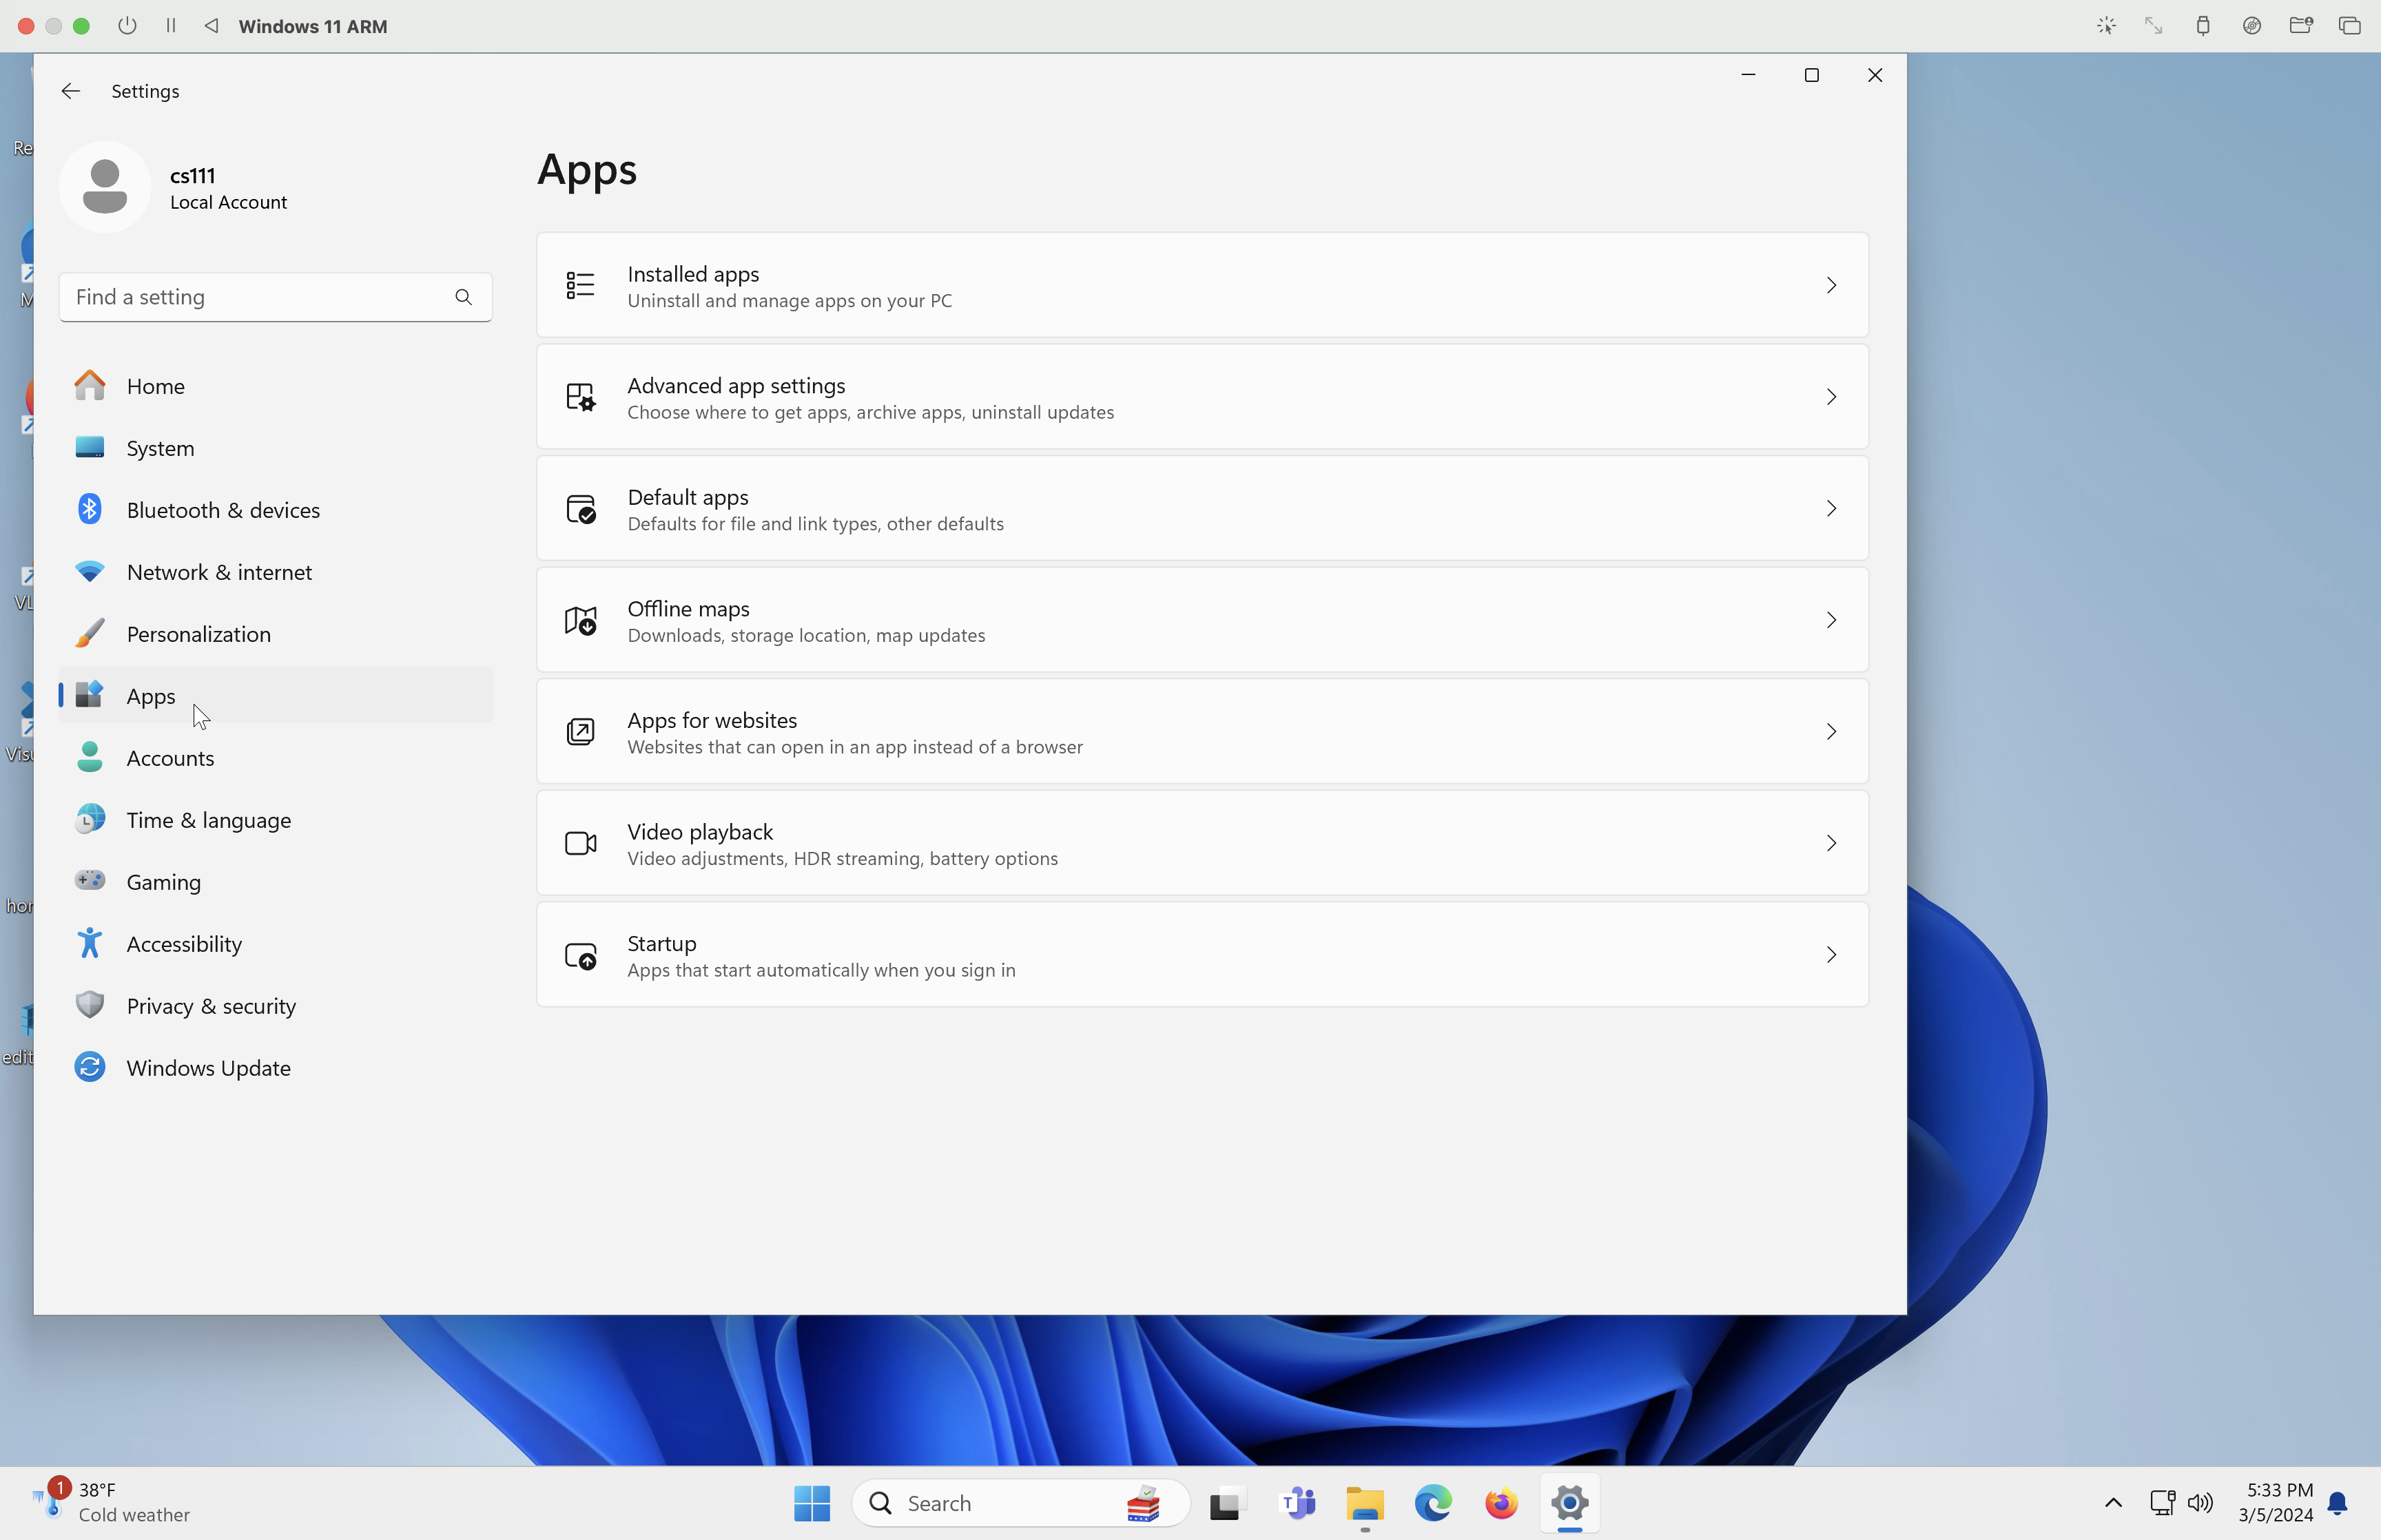 Windows 11 ARM
Settings
cs111
Local Account
Find a setting
Home
System
Bluetooth & devices
Network & internet
Personalization
Apps
Accounts
Time & language
Gaming
Accessibility
Privacy & security
Windows Update
Apps
Installed apps
Uninstall and manage apps on your PC
Advanced app settings
Choose where to get apps, archive apps, uninstall updates
Default apps
Defaults for file and link types, other defaults
Offline maps
Downloads, storage location, map updates
Apps for websites
Websites that can open in an app instead of a browser
Video playback
Video adjustments, HDR streaming, battery options
Startup
Apps that start automatically when you sign in
Re
M
VL
Visu
hor
edit
1
38°F
Cold weather
Search
T
5:33 PM
3/5/2024